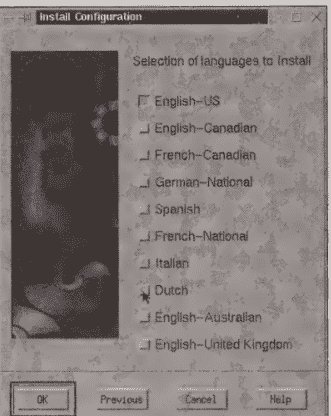 Install Configuration
Selection of languages to Install
English-US
English-Canadian
French-Canadian
German-National
Spanish
French-National
Italian
Dutch
English-Australian
English-United Kingdom
OK
Previous
Cancel
Help